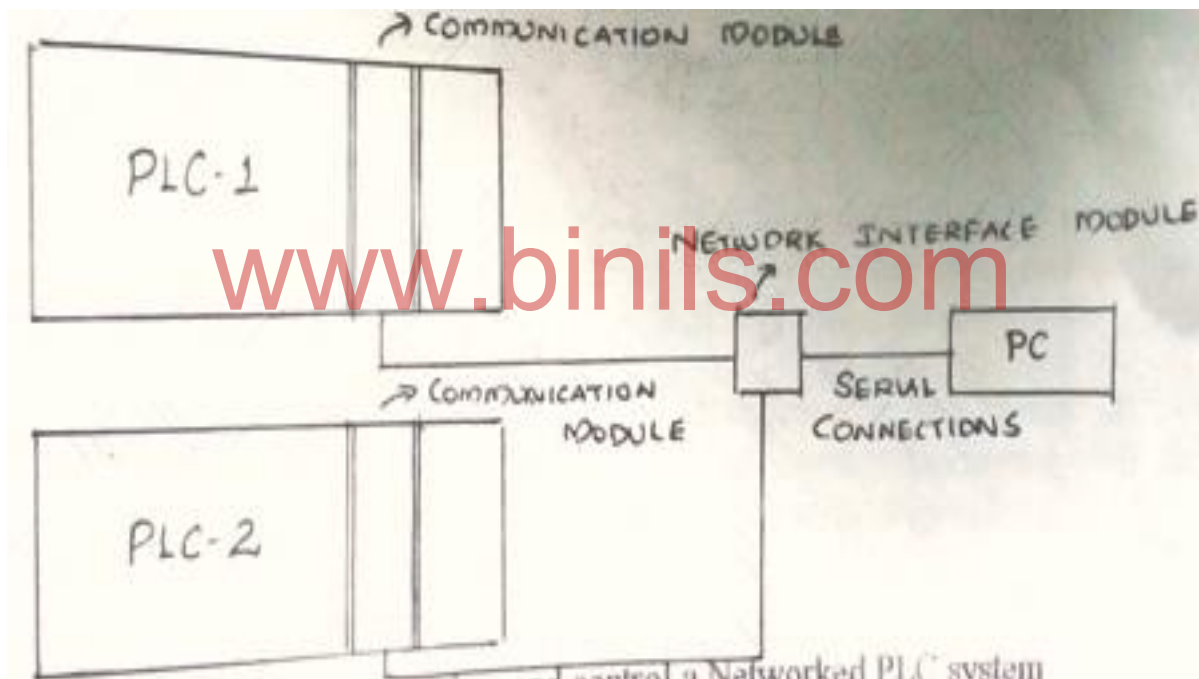 COMMUNICATION MODULE
PLC-1
NETWORK INTERFACE MODULE
www.binils.com
PC
COMMUNICATION
MODULE
SERIAL
CONNECTIONS
PLC-2
control a Networked PLC system